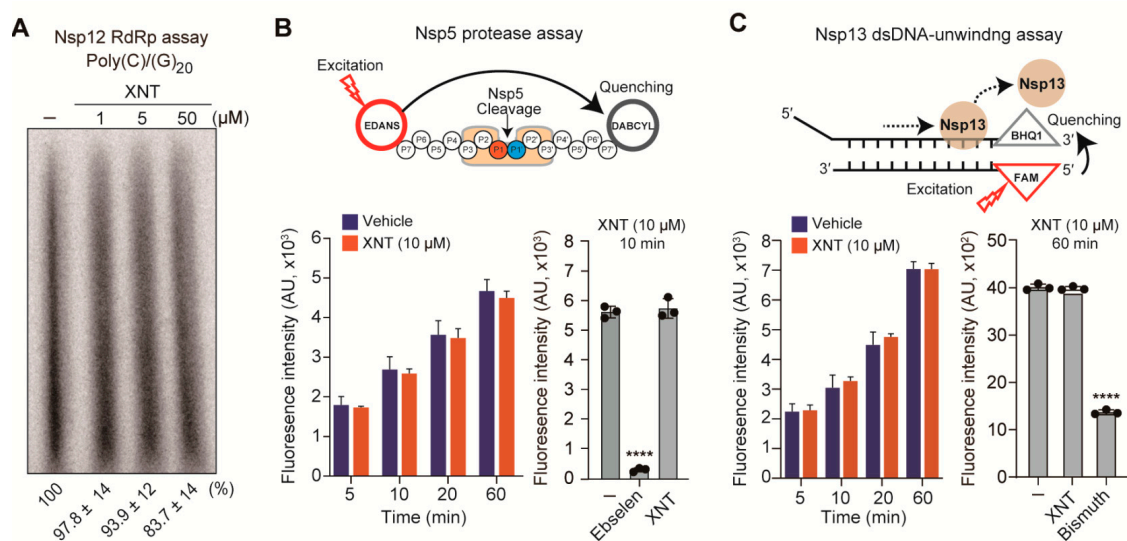 A
Nsp12 RdRp assay
Poly(C)/(G)20
XNT
– 1 5 50 (µM)
100 97.8 ± 14 93.9 ± 12 83.7 ± 14 (%)
B
Nsp5 protease assay
Excitation
Quenching
Nsp5
Cleavage
EDANS
DABCYL
P7 P6 P5 P4 P3 P2 P1 P1' P2' P3' P4' P5' P6' P7'
Vehicle
XNT (10 µM)
Fluoresence intensity (AU, x10³)
6
5
4
3
2
1
0
5 10 20 60
Time (min)
XNT (10 µM)
10 min
Fluoresence intensity (AU, x10³)
8
7
6
5
4
3
2
1
0
****
– Ebselen XNT
C
Nsp13 dsDNA-unwindng assay
Nsp13
Nsp13
Quenching
5′
BHQ1
3′
3′
FAM
5′
Excitation
Vehicle
XNT (10 µM)
Fluoresence intensity (AU, x10³)
8
7
6
5
4
3
2
1
0
5 10 20 60
Time (min)
XNT (10 µM)
60 min
Fluoresence intensity (AU, x10²)
50
40
30
20
10
0
****
– XNT Bismuth